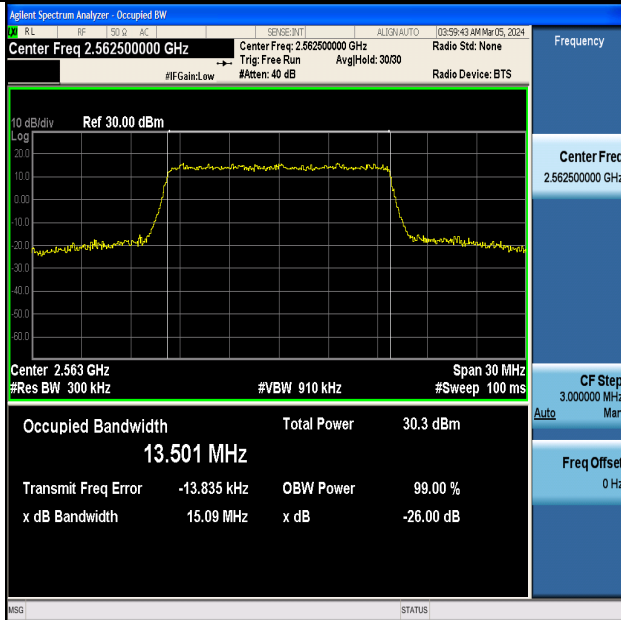 Agilent Spectrum Analyzer - Occupied BW
LXI RL RF 50 Ω AC SENSE:INT ALIGN AUTO 03:59:43 AM Mar 05, 2024
Center Freq 2.562500000 GHz Center Freq: 2.562500000 GHz Radio Std: None Frequency
Trig: Free Run Avg|Hold: 30/30
#IFGain:Low #Atten: 40 dB Radio Device: BTS
10 dB/div Ref 30.00 dBm
Log
20.0
10.0
0.00
-10.0
-20.0
-30.0
-40.0
-50.0
-60.0
Center Freq
2.562500000 GHz
Center 2.563 GHz Span 30 MHz
#Res BW 300 kHz #VBW 910 kHz #Sweep 100 ms
CF Step
3.000000 MHz
Auto Man
Occupied Bandwidth Total Power 30.3 dBm
13.501 MHz
Transmit Freq Error -13.835 kHz OBW Power 99.00 %
x dB Bandwidth 15.09 MHz x dB -26.00 dB
Freq Offset
0 Hz
MSG STATUS